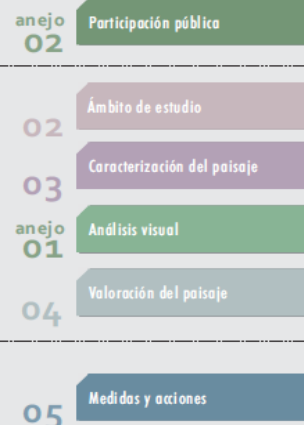 anejo
02
Participación pública
02
Ámbito de estudio
03
Caracterización del paisaje
anejo
01
Análisis visual
04
Valoración del paisaje
05
Medidas y acciones